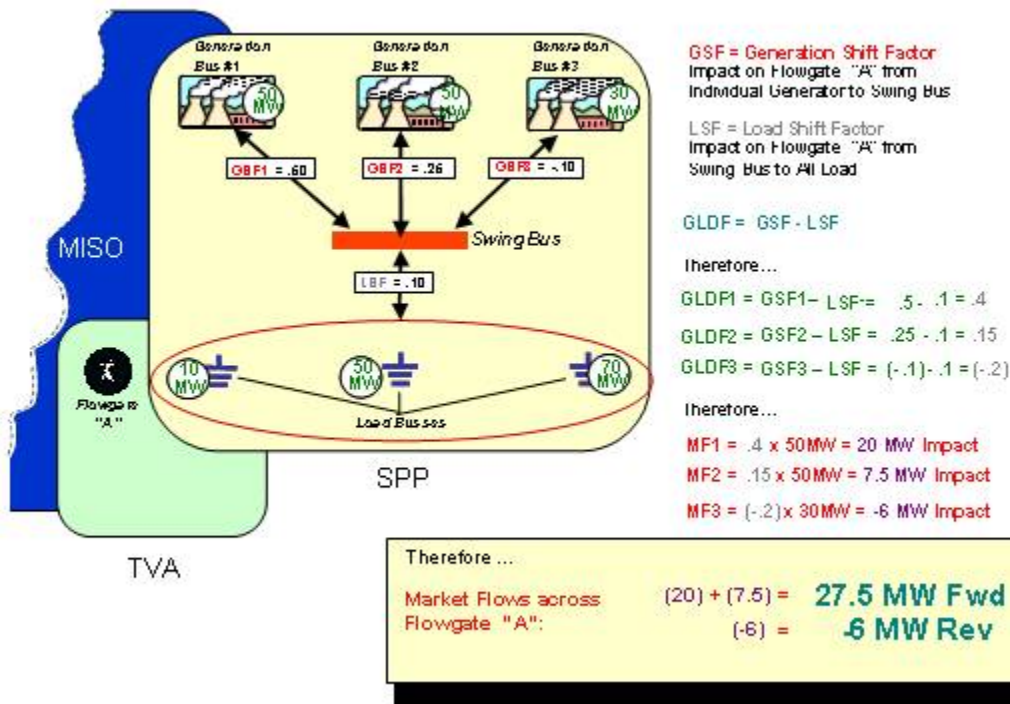 Generation
Bus #1
Generation
Bus #2
Generation
Bus #3
50
MW
50
MW
30
MW
GSF1 = .60
GSF2 = .26
GSF3 = -.10
Swing Bus
LSF = .10
MISO
10
MW
50
MW
70
MW
Load Busses
Flowgate
"A"
SPP
TVA
GSF = Generation Shift Factor
Impact on Flowgate "A" from
Individual Generator to Swing Bus
LSF = Load Shift Factor
Impact on Flowgate "A" from
Swing Bus to All Load
GLDF = GSF - LSF
Therefore...
GLDF1 = GSF1 – LSF = .5 - .1 = .4
GLDF2 = GSF2 – LSF = .25 - .1 = .15
GLDF3 = GSF3 – LSF = (-.1) - .1 = (-.2)
Therefore...
MF1 = .4 x 50MW = 20 MW Impact
MF2 = .15 x 50MW = 7.5 MW Impact
MF3 = (-.2) x 30MW = -6 MW Impact
Therefore ...
Market Flows across (20) + (7.5) = 27.5 MW Fwd
Flowgate "A": (-6) = -6 MW Rev